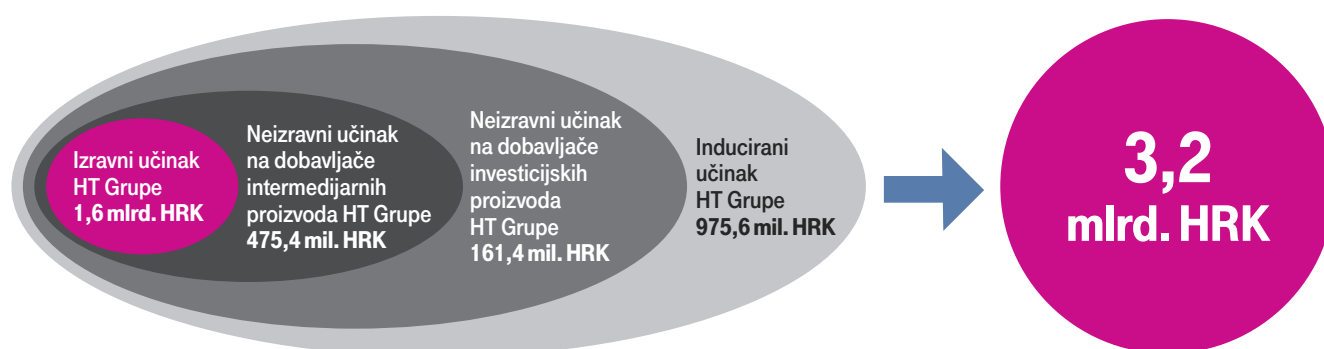 Izravni učinak
HT Grupe
1,6 mlrd. HRK
Neizravni učinak
na dobavljače
intermedijarnih
proizvoda HT Grupe
475,4 mil. HRK
Neizravni učinak
na dobavljače
investicijskih
proizvoda
HT Grupe
161,4 mil. HRK
Inducirani
učinak
HT Grupe
975,6 mil. HRK
3,2
mlrd. HRK